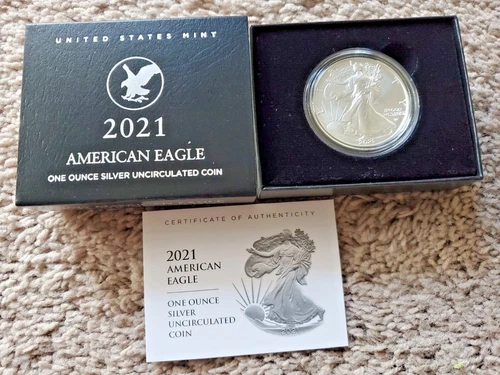 UNITED STATES MINT
2021
AMERICAN EAGLE
ONE OUNCE SILVER UNCIRCULATED COIN
CERTIFICATE OF AUTHENTICITY
2021
AMERICAN
EAGLE
ONE OUNCE
SILVER
UNCIRCULATED
COIN